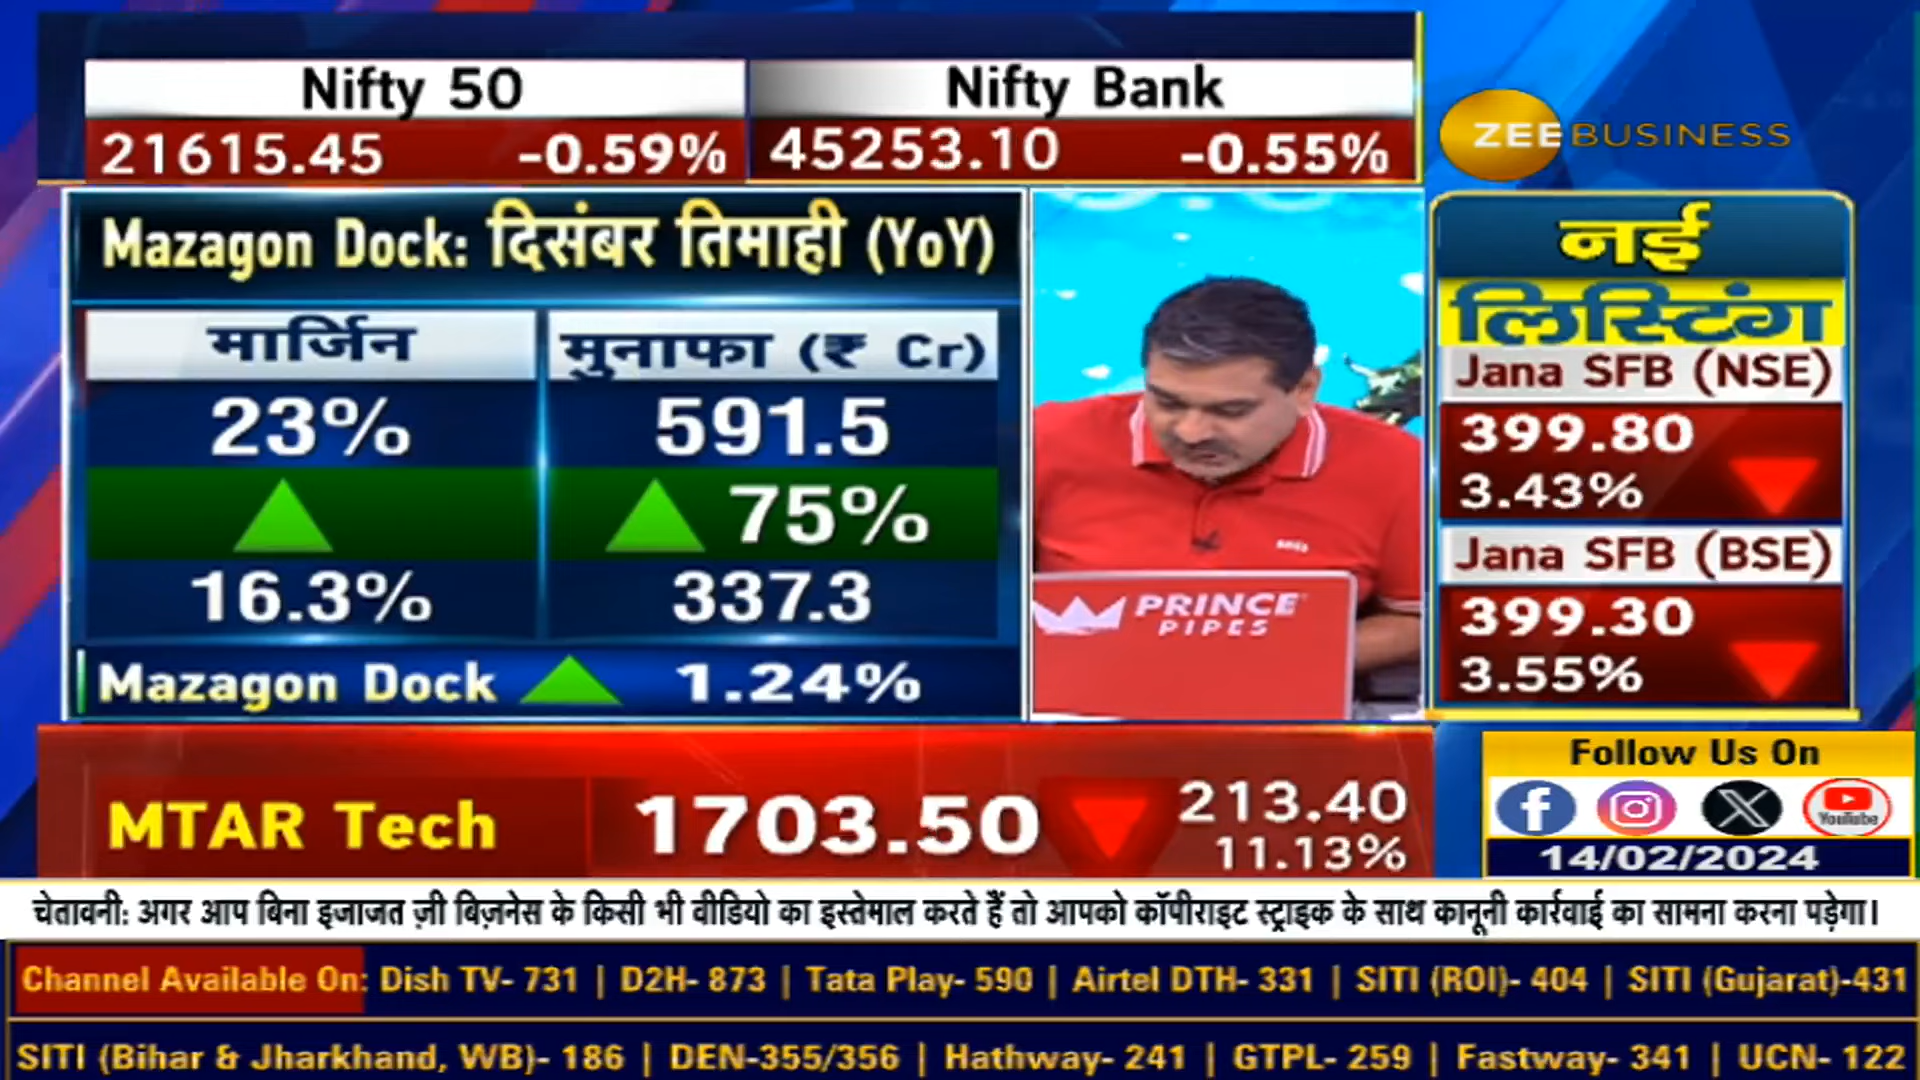 Nifty 50
21615.45 -0.59%
Nifty Bank
45253.10 -0.55%
ZEEBUSINESS
Mazagon Dock: दिसंबर तिमाही (YoY)
मार्जिन मुनाफा (₹ Cr)
23% 591.5
75%
16.3% 337.3
Mazagon Dock 1.24%
PRINCE
PIPES
नई
लिस्टिंग
Jana SFB (NSE)
399.80
3.43%
Jana SFB (BSE)
399.30
3.55%
MTAR Tech 1703.50 213.40
11.13%
Follow Us On
YouTube
14/02/2024
चेतावनी: अगर आप बिना इजाजत ज़ी बिज़नेस के किसी भी वीडियो का इस्तेमाल करते हैं तो आपको कॉपीराइट स्ट्राइक के साथ कानूनी कार्रवाई का सामना करना पड़ेगा।
Channel Available On: Dish TV- 731 | D2H- 873 | Tata Play- 590 | Airtel DTH- 331 | SITI (ROI)- 404 | SITI (Gujarat)-431
SITI (Bihar & Jharkhand, WB)- 186 | DEN-355/356 | Hathway- 241 | GTPL- 259 | Fastway- 341 | UCN- 122